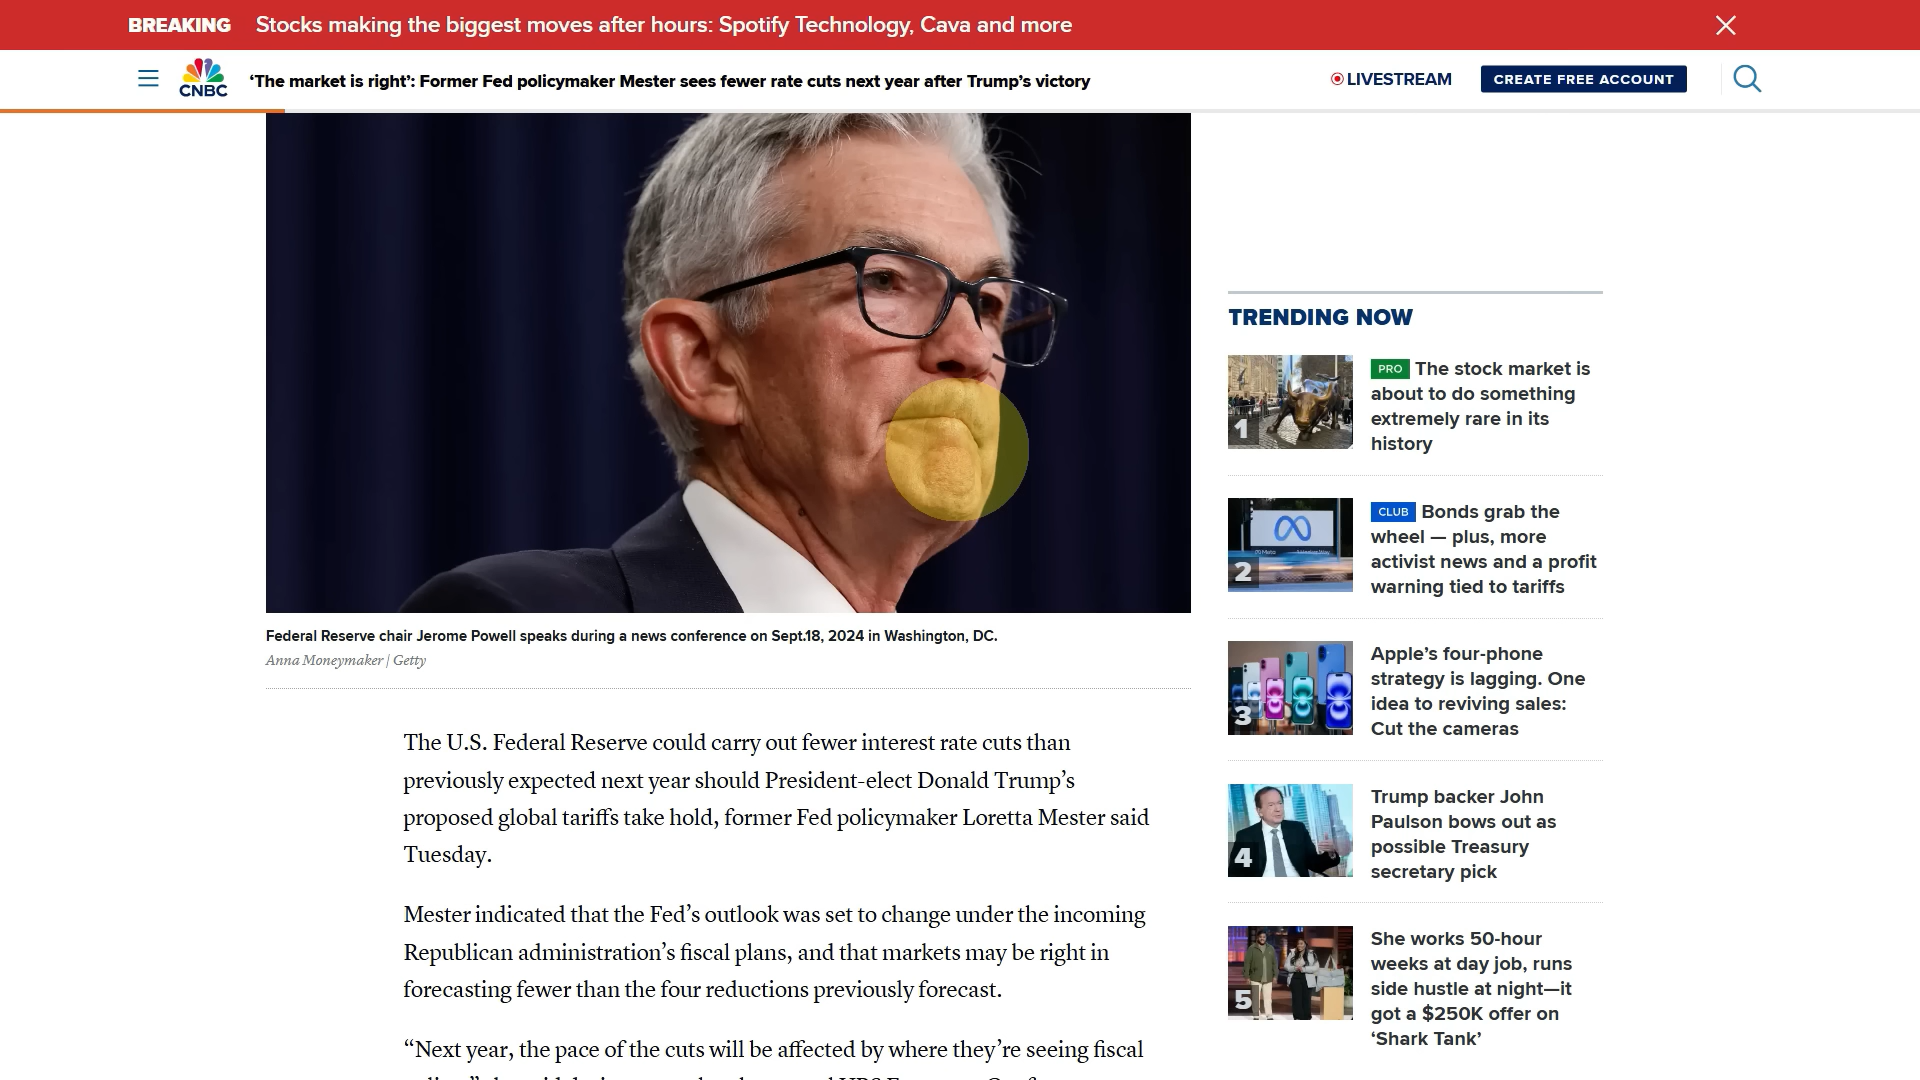 BREAKING Stocks making the biggest moves after hours: Spotify Technology, Cava and more
CNBC
‘The market is right’: Former Fed policymaker Mester sees fewer rate cuts next year after Trump’s victory
LIVESTREAM
CREATE FREE ACCOUNT
Federal Reserve chair Jerome Powell speaks during a news conference on Sept.18, 2024 in Washington, DC.
Anna Moneymaker | Getty
The U.S. Federal Reserve could carry out fewer interest rate cuts than
previously expected next year should President-elect Donald Trump’s
proposed global tariffs take hold, former Fed policymaker Loretta Mester said
Tuesday.
Mester indicated that the Fed’s outlook was set to change under the incoming
Republican administration’s fiscal plans, and that markets may be right in
forecasting fewer than the four reductions previously forecast.
“Next year, the pace of the cuts will be affected by where they’re seeing fiscal
TRENDING NOW
1
PRO The stock market is
about to do something
extremely rare in its
history
2
CLUB Bonds grab the
wheel — plus, more
activist news and a profit
warning tied to tariffs
3
Apple’s four-phone
strategy is lagging. One
idea to reviving sales:
Cut the cameras
4
Trump backer John
Paulson bows out as
possible Treasury
secretary pick
5
She works 50-hour
weeks at day job, runs
side hustle at night—it
got a $250K offer on
‘Shark Tank’